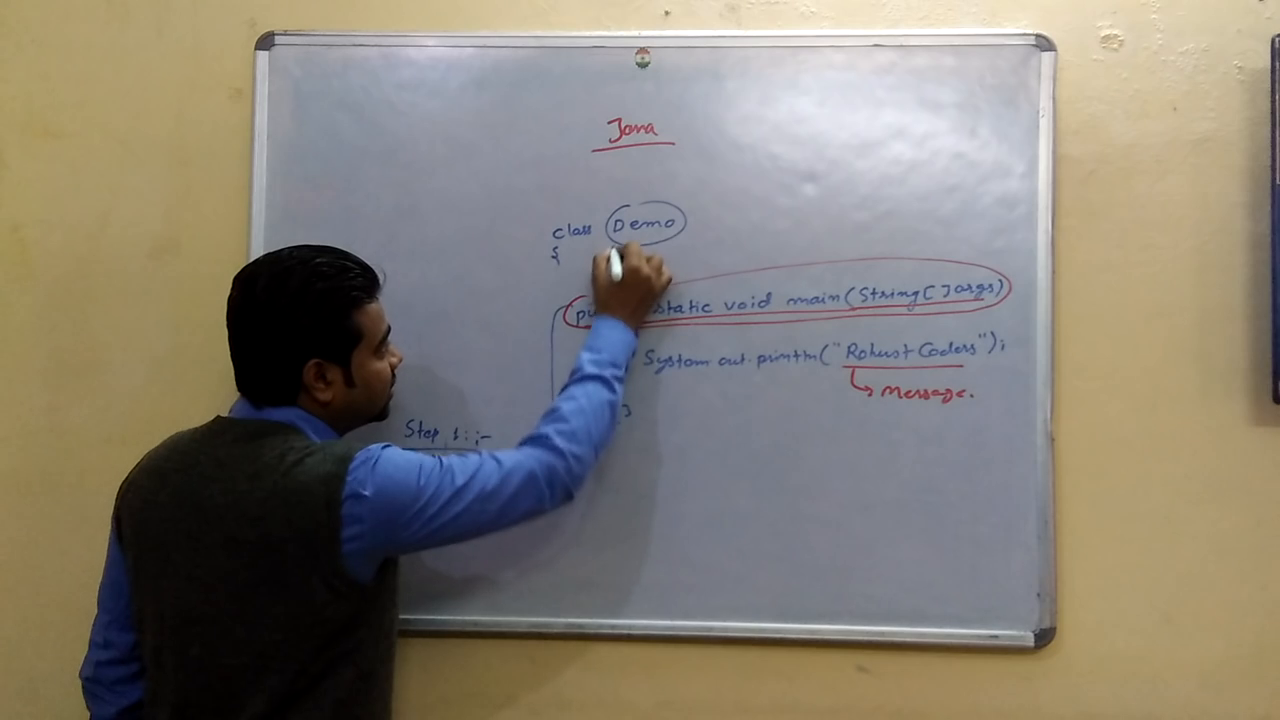 Java
class Demo
{
static void main(String[] args)
System.out.println("Robust Coders");
Message.
}
Step 1:-